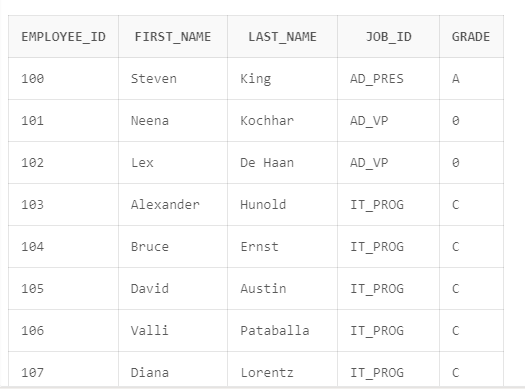 EMPLOYEE_ID FIRST_NAME LAST_NAME JOB_ID GRADE
100 Steven King AD_PRES A
101 Neena Kochhar AD_VP 0
102 Lex De Haan AD_VP 0
103 Alexander Hunold IT_PROG C
104 Bruce Ernst IT_PROG C
105 David Austin IT_PROG C
106 Valli Pataballa IT_PROG C
107 Diana Lorentz IT_PROG C